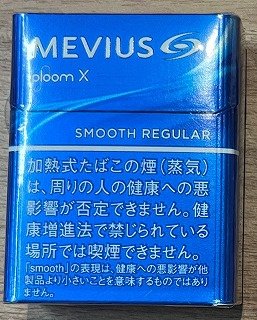 MEVIUS
ploom X
SMOOTH REGULAR
加熱式たばこの煙（蒸気）
は、周りの人の健康への悪
影響が否定できません。健
康増進法で禁じられている
場所では喫煙できません。
「smooth」の表現は、健康への悪影響が他
製品より小さいことを意味するものではあり
ません。